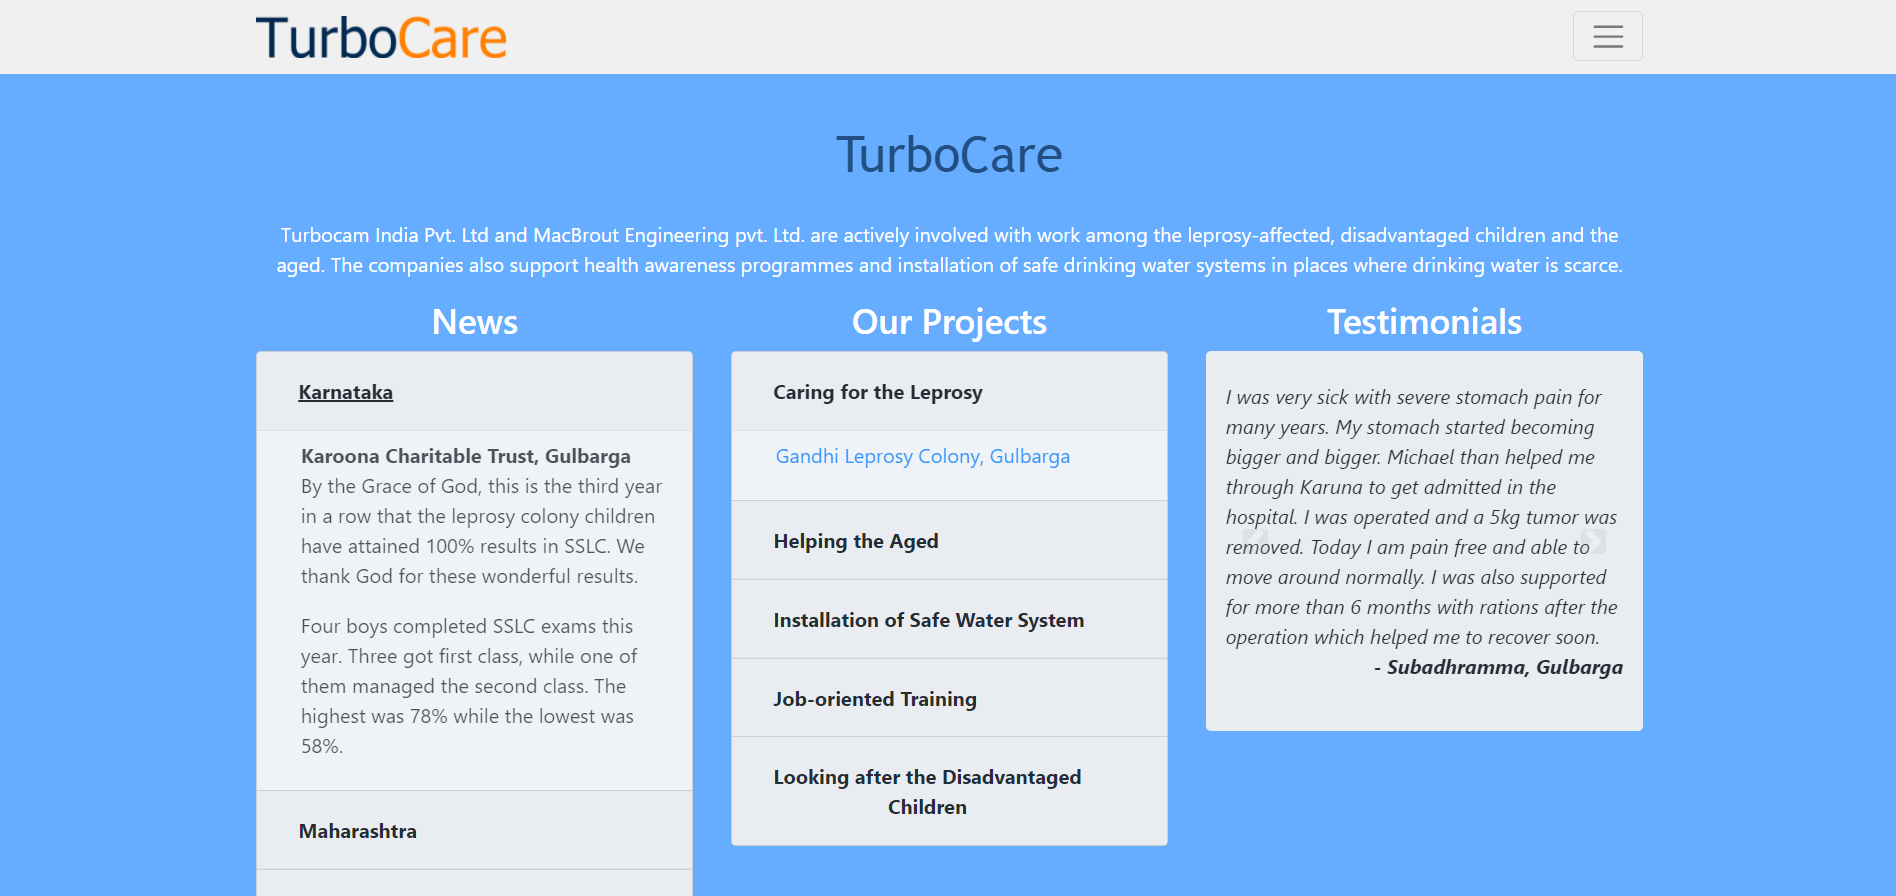 TurboCare
TurboCare
Turbocam India Pvt. Ltd and MacBrout Engineering pvt. Ltd. are actively involved with work among the leprosy-affected, disadvantaged children and the
aged. The companies also support health awareness programmes and installation of safe drinking water systems in places where drinking water is scarce.
News
Karnataka
Karoona Charitable Trust, Gulbarga
By the Grace of God, this is the third year
in a row that the leprosy colony children
have attained 100% results in SSLC. We
thank God for these wonderful results.
Four boys completed SSLC exams this
year. Three got first class, while one of
them managed the second class. The
highest was 78% while the lowest was
58%.
Maharashtra
Our Projects
Caring for the Leprosy
Gandhi Leprosy Colony, Gulbarga
Helping the Aged
Installation of Safe Water System
Job-oriented Training
Looking after the Disadvantaged
Children
Testimonials
I was very sick with severe stomach pain for
many years. My stomach started becoming
bigger and bigger. Michael than helped me
through Karuna to get admitted in the
hospital. I was operated and a 5kg tumor was
removed. Today I am pain free and able to
move around normally. I was also supported
for more than 6 months with rations after the
operation which helped me to recover soon.
- Subadhramma, Gulbarga